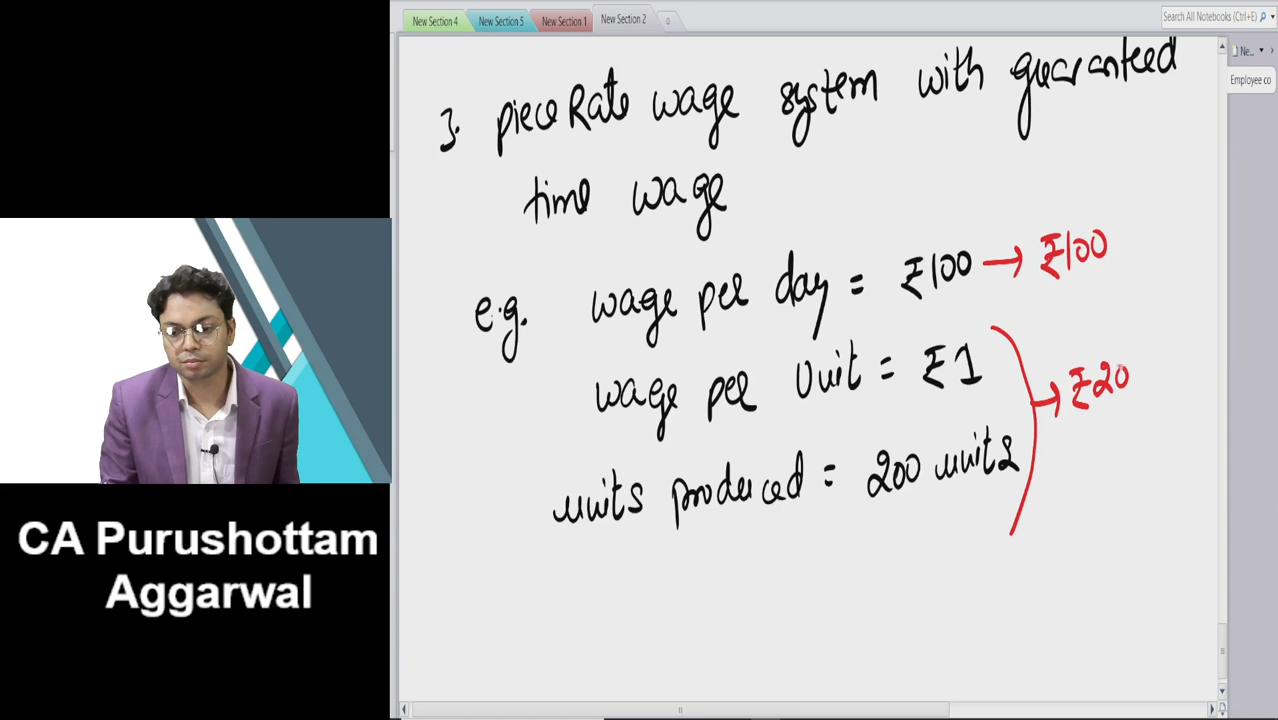 New Section 4
New Section 5
New Section 1
New Section 2
Search All Notebooks (Ctrl+E)
Ne...
Employee co
3. piece Rate wage system with guaranteed
time wage
e.g. wage per day = ₹100 → ₹100
wage per Unit = ₹1
→ ₹20
units produced = 200 units
CA Purushottam
Aggarwal